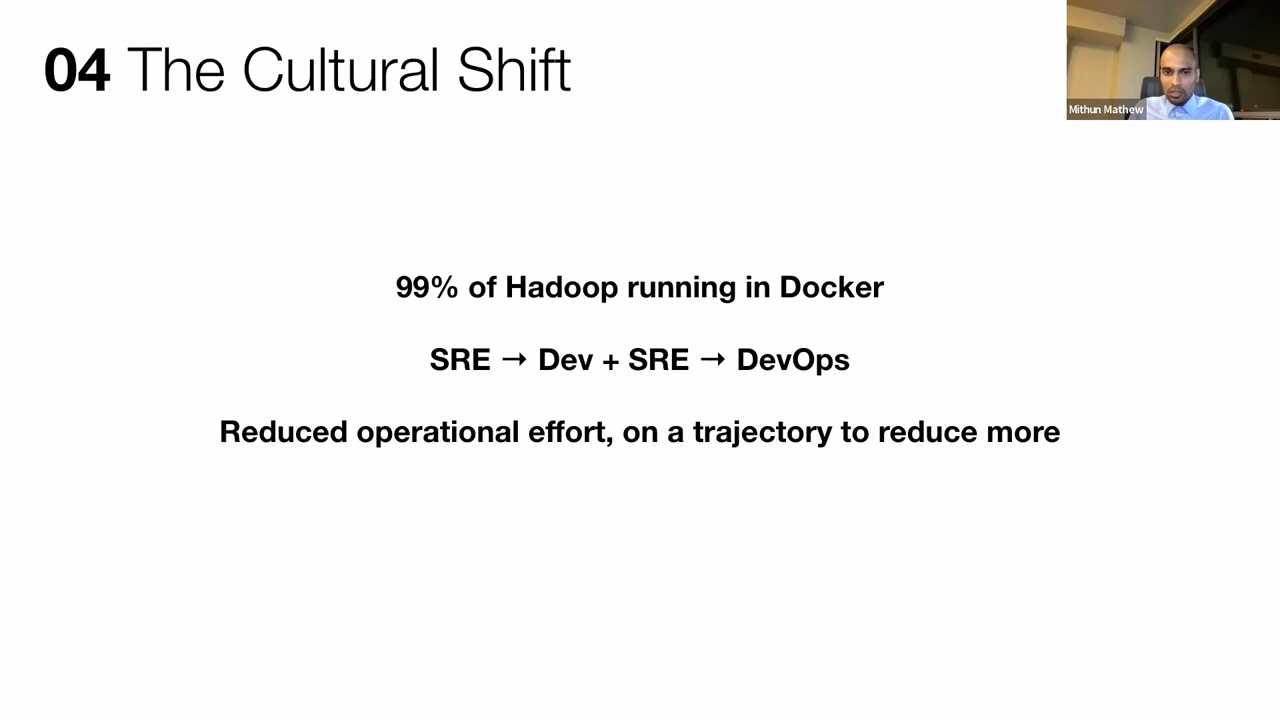 04 The Cultural Shift
Mithun Mathew
99% of Hadoop running in Docker
SRE → Dev + SRE → DevOps
Reduced operational effort, on a trajectory to reduce more